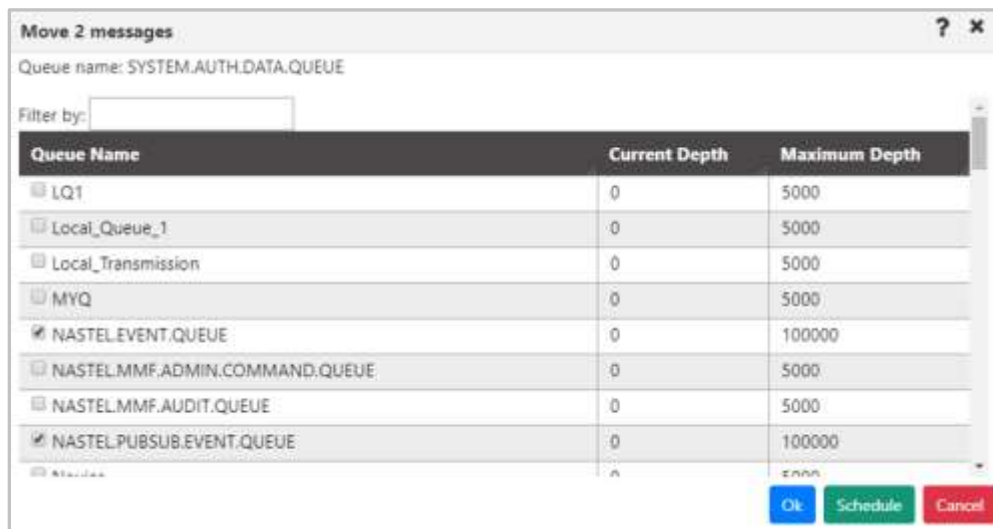 Move 2 messages ? ×
Queue name: SYSTEM.AUTH.DATA.QUEUE
Filter by:
Queue Name Current Depth Maximum Depth
LQ1 0 5000
Local_Queue_1 0 5000
Local_Transmission 0 5000
MYQ 0 5000
NASTEL.EVENT.QUEUE 0 100000
NASTEL.MMF.ADMIN.COMMAND.QUEUE 0 5000
NASTEL.MMF.AUDIT.QUEUE 0 5000
NASTEL.PUBSUB.EVENT.QUEUE 0 100000
0 5000
Ok Schedule Cancel